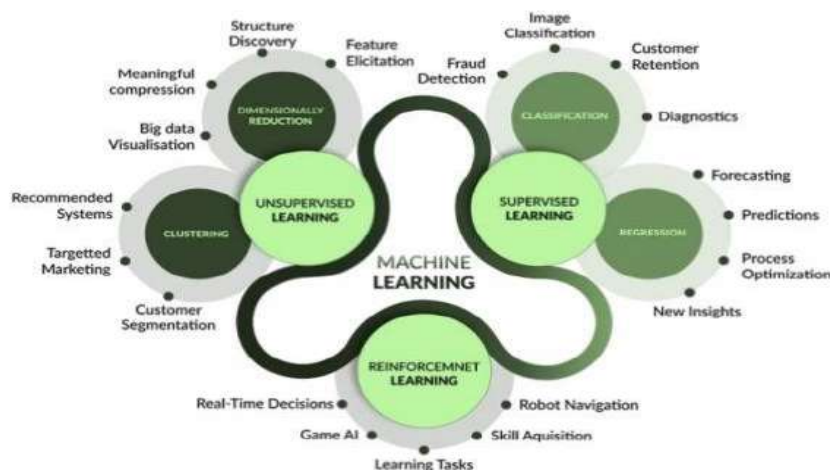 Structure
Discovery
Feature
Elicitation
Meaningful
compression
DIMENSIONALLY
REDUCTION
Big data
Visualisation
UNSUPERVISED
LEARNING
Recommended
Systems
CLUSTERING
Targetted
Marketing
Customer
Segmentation
Image
Classification
Fraud
Detection
Customer
Retention
CLASSIFICATION
Diagnostics
SUPERVISED
LEARNING
Forecasting
Predictions
REGRESSION
Process
Optimization
New Insights
MACHINE
LEARNING
REINFORCEMNET
LEARNING
Real-Time Decisions
Game AI
Learning Tasks
Skill Aquisition
Robot Navigation